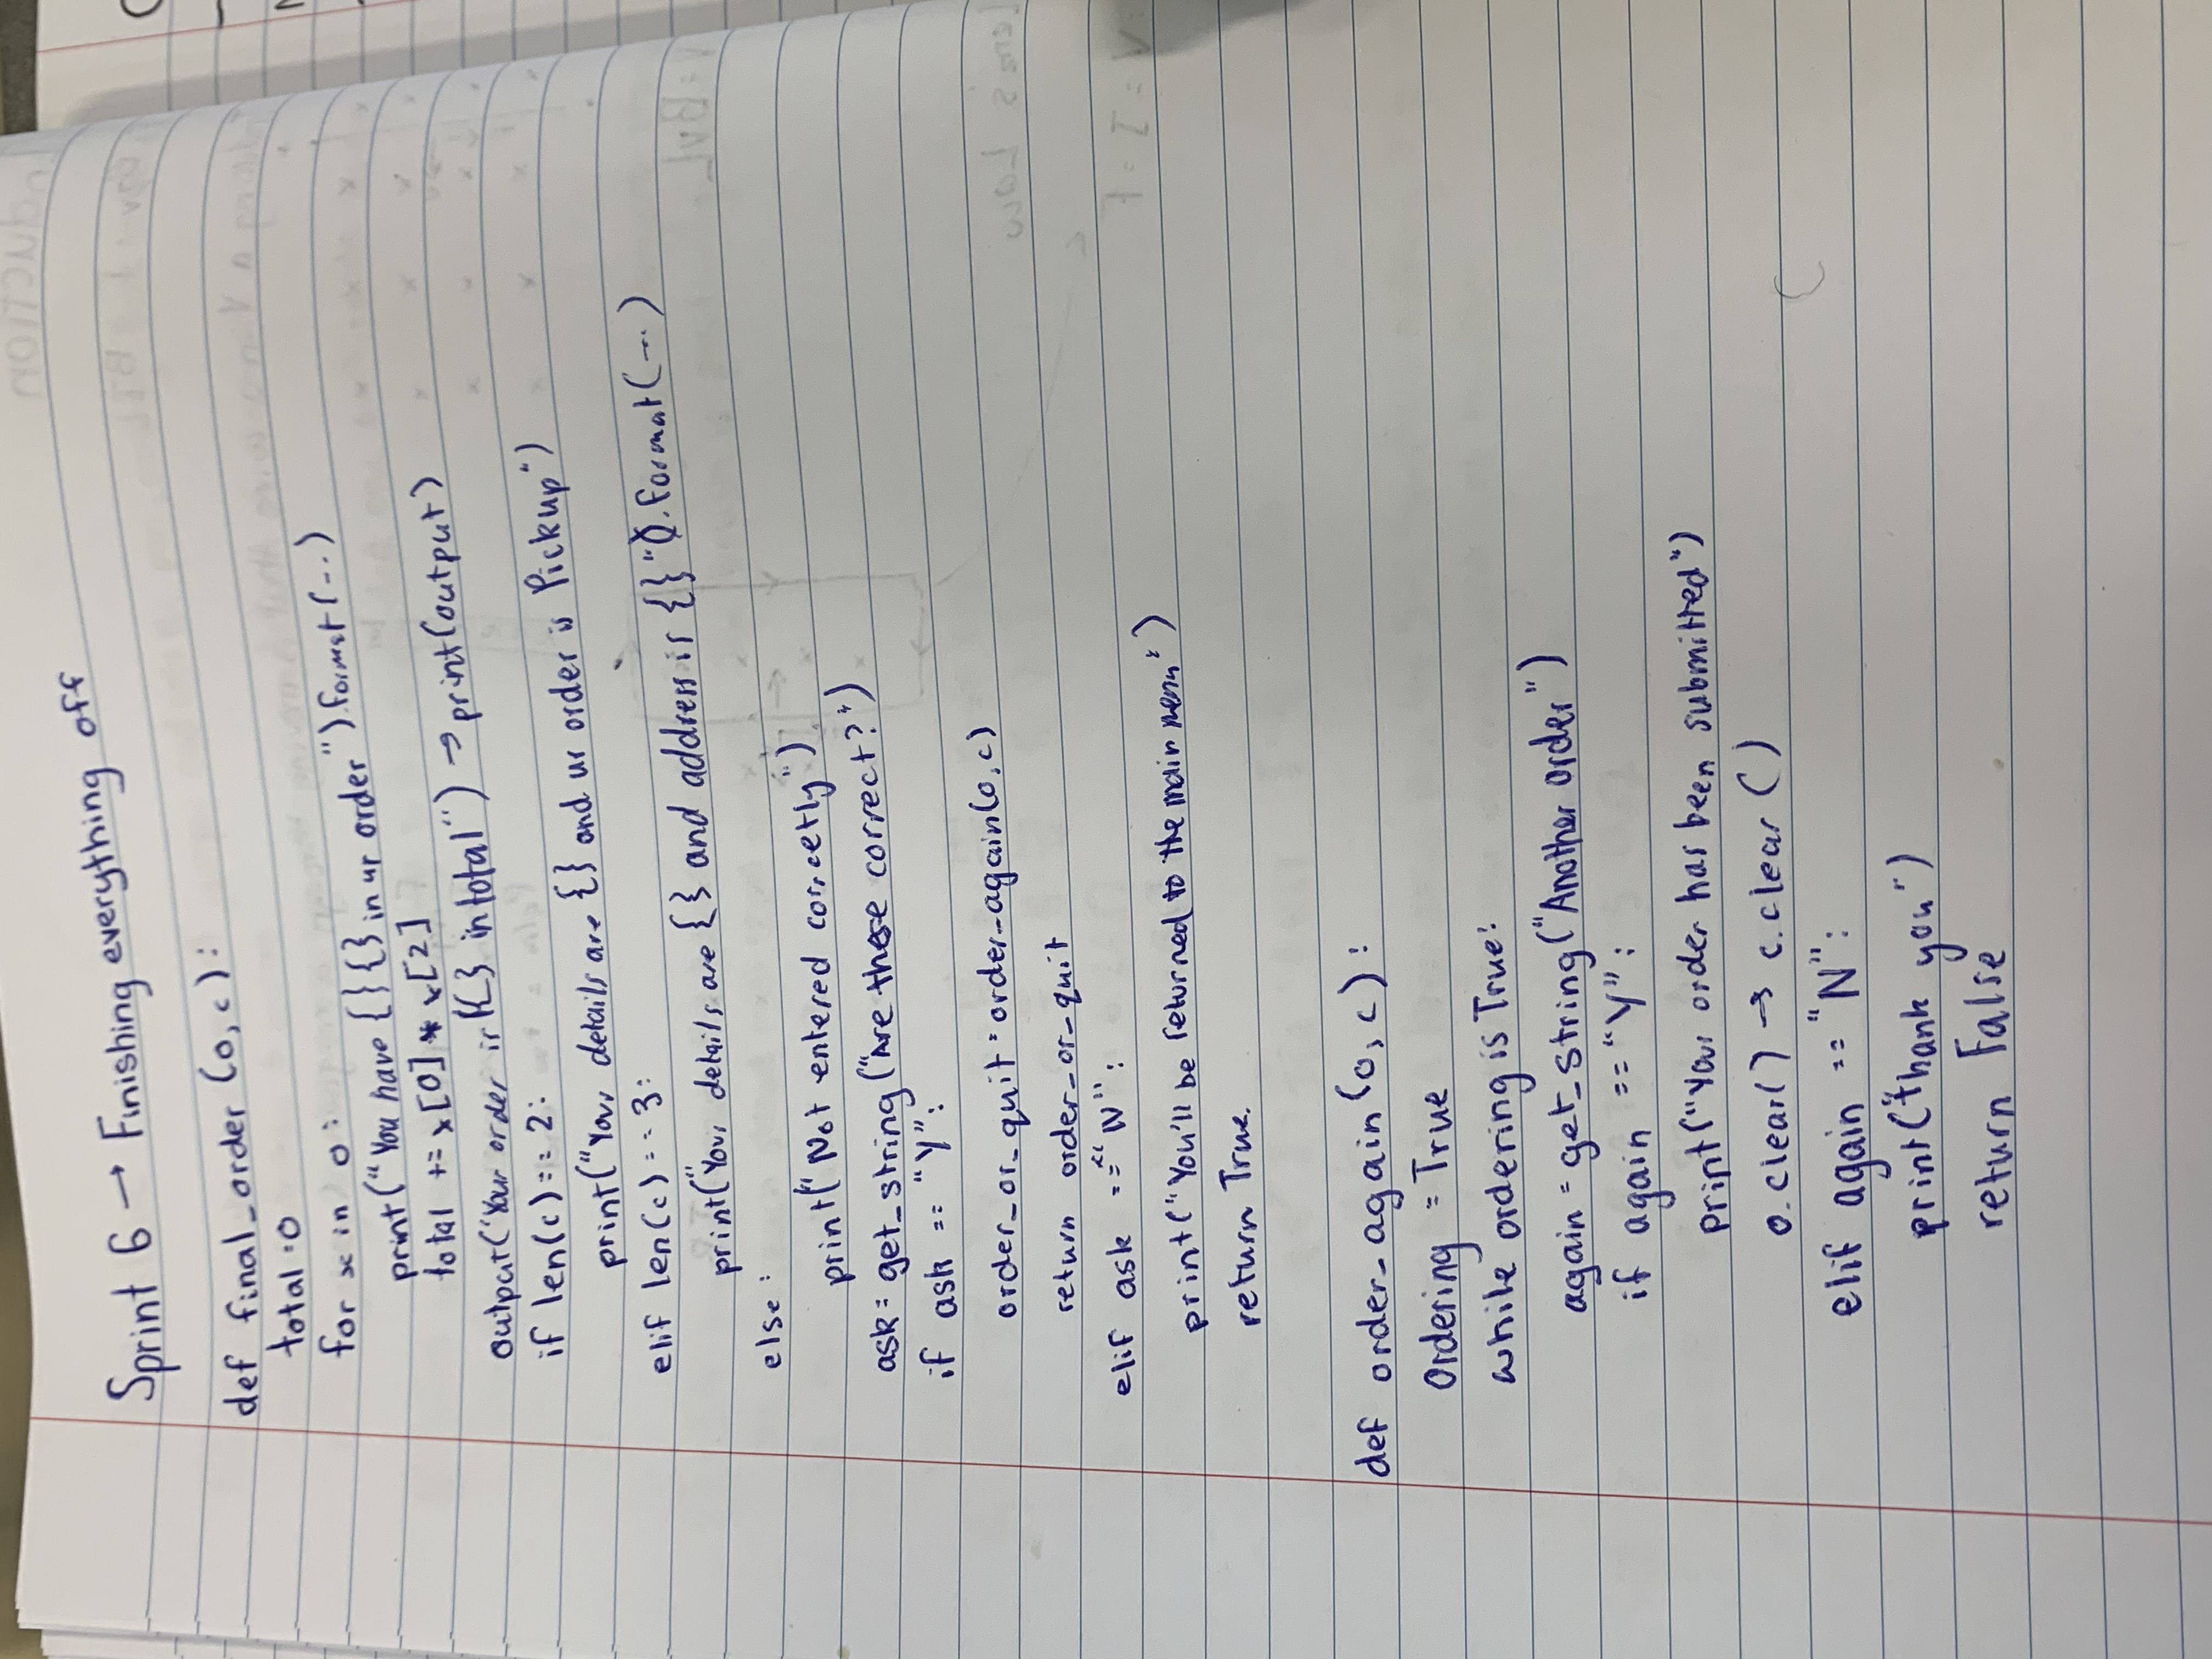 Sprint 6 → Finishing everything off
def final_order (o, c):
total = 0
for x in o:
print("You have {} {} in ur order").format(...)
total += x[0] * x[2]
output("Your order is {} in total") → print(output)
if len(c) == 2:
print("Your details are {} and ur order is Pickup")
elif len(c) == 3:
print("Your details are {} and address is {}").format(...)
else:
print("Not entered correctly")
ask = get_string ("Are these correct?")
if ask == "Y":
order_or_quit = order_again(o, c)
return order_or_quit
elif ask == "N":
print("You'll be returned to the main menu")
return True.
def order_again (o, c):
Ordering = True
while ordering is True:
again = get_string("Another order")
if again == "Y":
print("Your order has been submitted")
o.clear() → c.clear()
elif again == "N":
print("thank you")
return False